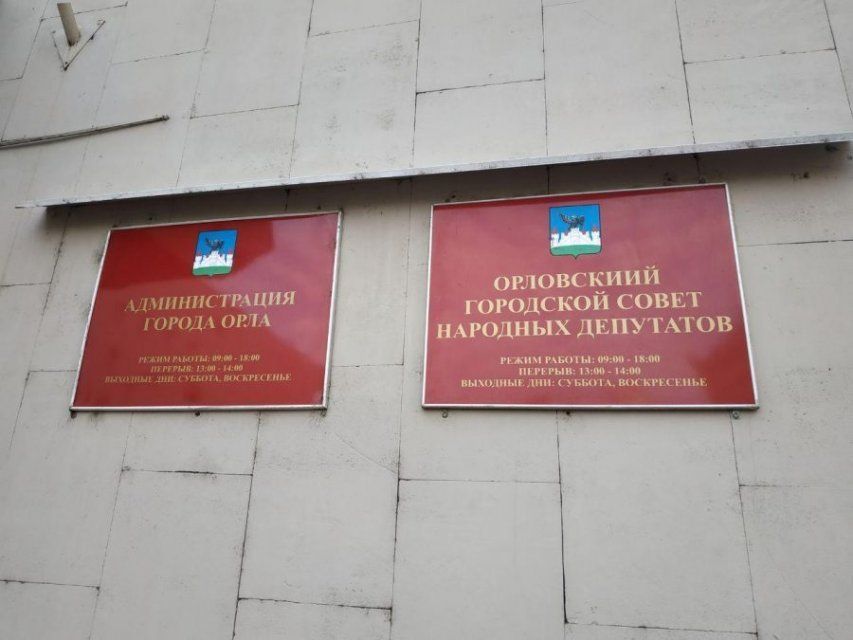 АДМИНИСТРАЦИЯ
ГОРОДА ОРЛА
РЕЖИМ РАБОТЫ: 09:00 - 18:00
ПЕРЕРЫВ: 13:00 - 14:00
ВЫХОДНЫЕ ДНИ: СУББОТА, ВОСКРЕСЕНЬЕ
ОРЛОВСКИИЙ
ГОРОДСКОЙ СОВЕТ
НАРОДНЫХ ДЕПУТАТОВ
РЕЖИМ РАБОТЫ: 09:00 - 18:00
ПЕРЕРЫВ: 13:00 - 14:00
ВЫХОДНЫЕ ДНИ: СУББОТА, ВОСКРЕСЕНЬЕ